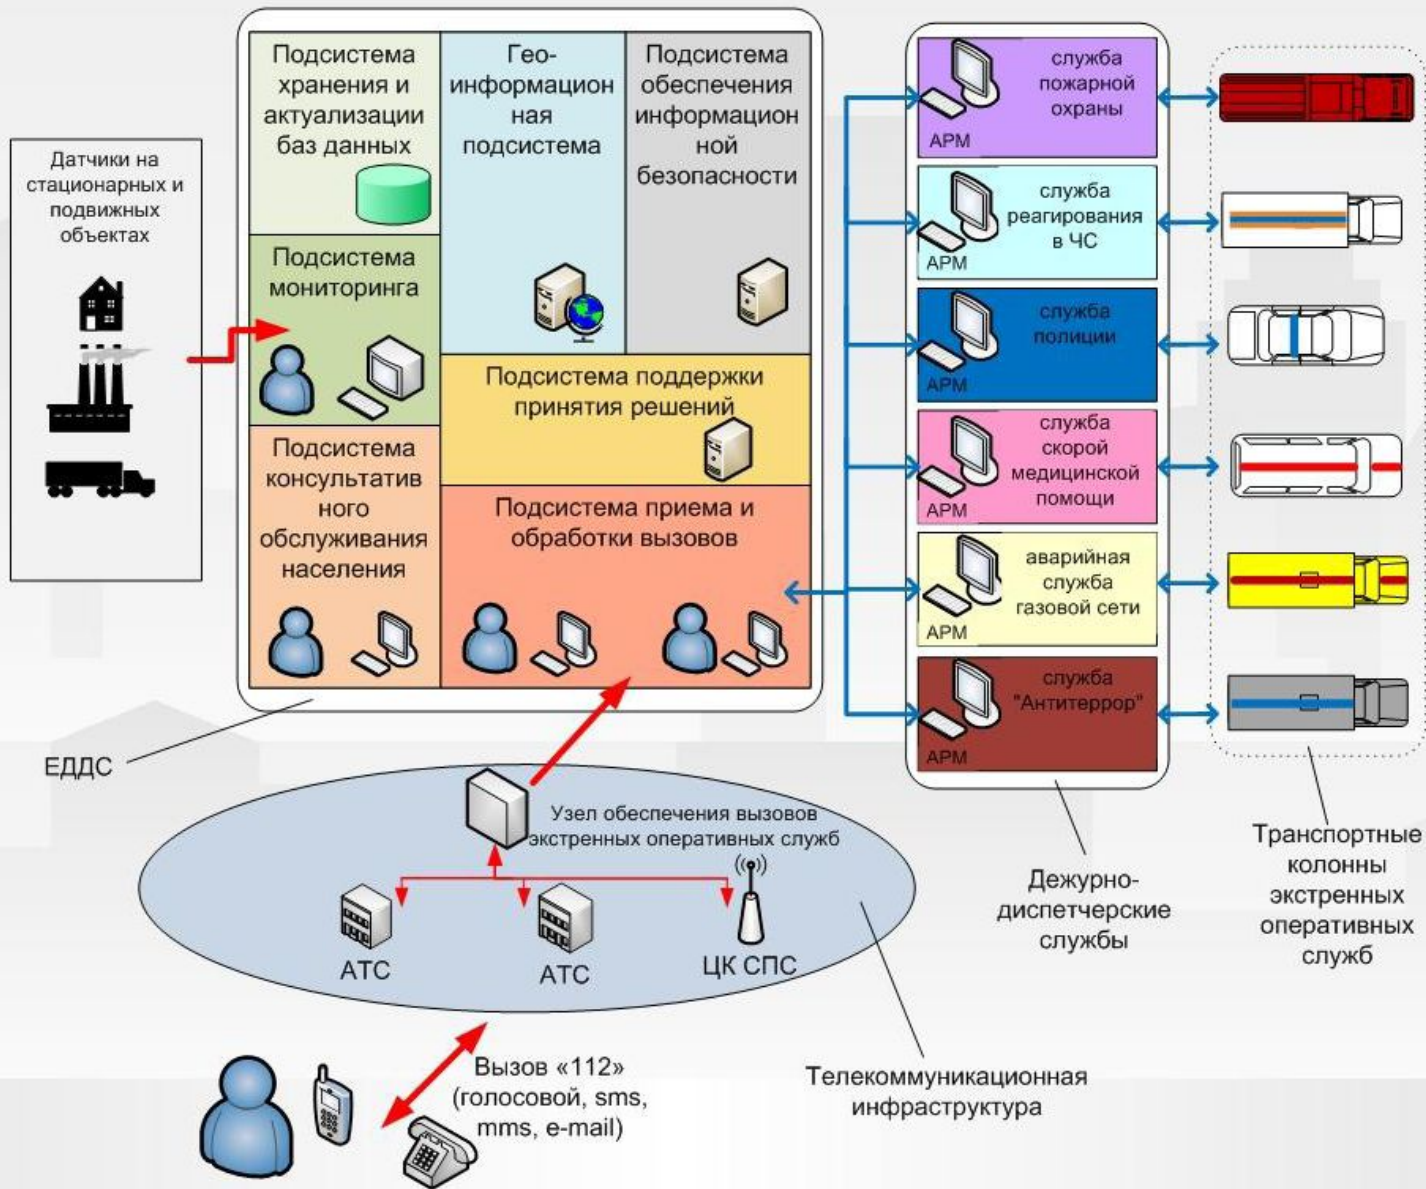 Датчики на
стационарных и
подвижных
объектах
Подсистема
хранения и
актуализации
баз данных
Гео-
информацион
ная
подсистема
Подсистема
обеспечения
информацион
ной
безопасности
Подсистема
мониторинга
Подсистема поддержки
принятия решений
Подсистема
консультатив
ного
обслуживания
населения
Подсистема приема и
обработки вызовов
ЕДДС
служба
пожарной
охраны
АРМ
служба
реагирования
в ЧС
АРМ
служба
полиции
АРМ
служба
скорой
медицинской
помощи
АРМ
аварийная
служба
газовой сети
АРМ
служба
"Антитеррор"
АРМ
Дежурно-
диспетчерские
службы
Транспортные
колонны
экстренных
оперативных
служб
Узел обеспечения вызовов
экстренных оперативных служб
АТС
АТС
ЦК СПС
Телекоммуникационная
инфраструктура
Вызов «112»
(голосовой, sms,
mms, e-mail)